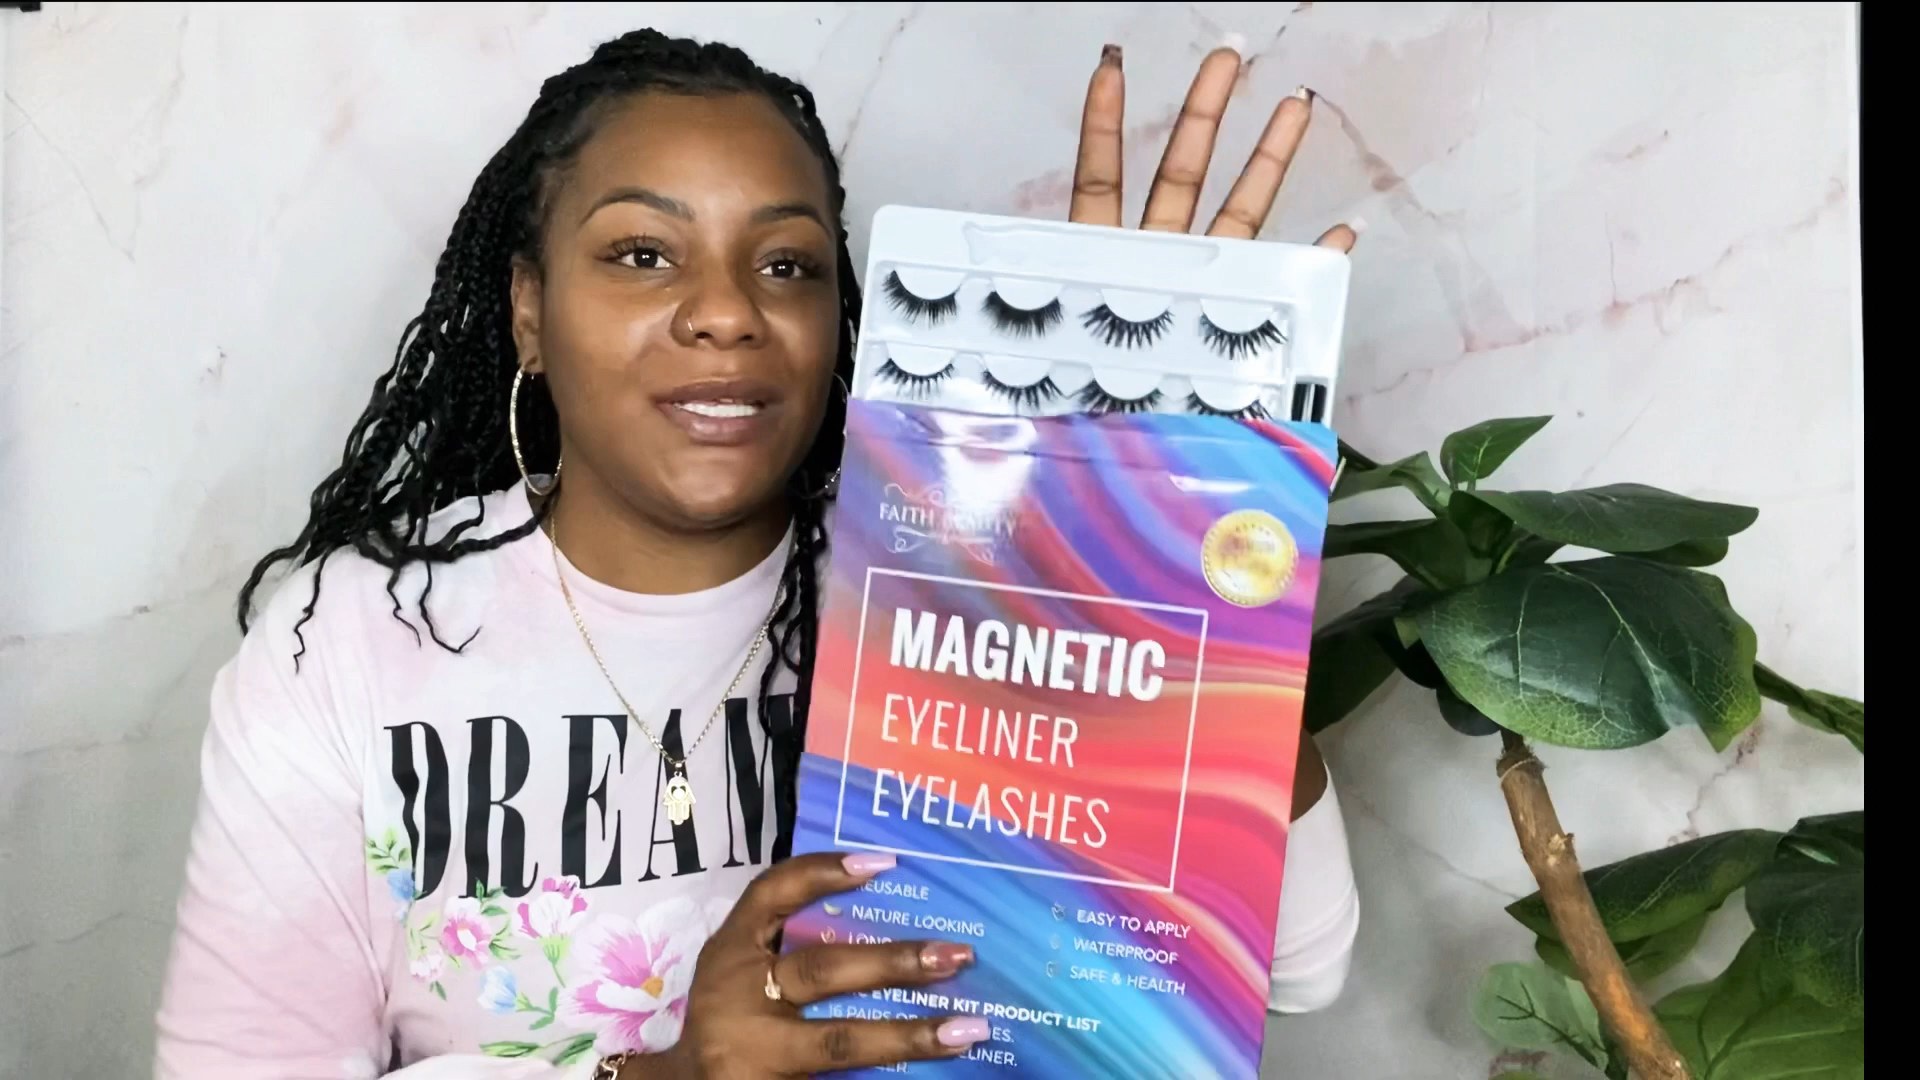 DREAM
FAITH BEAUTY
MAGNETIC
EYELINER
EYELASHES
REUSABLE
NATURE LOOKING
EASY TO APPLY
WATERPROOF
SAFE & HEALTH
EYELINER KIT PRODUCT LIST
16 PAIRS OF